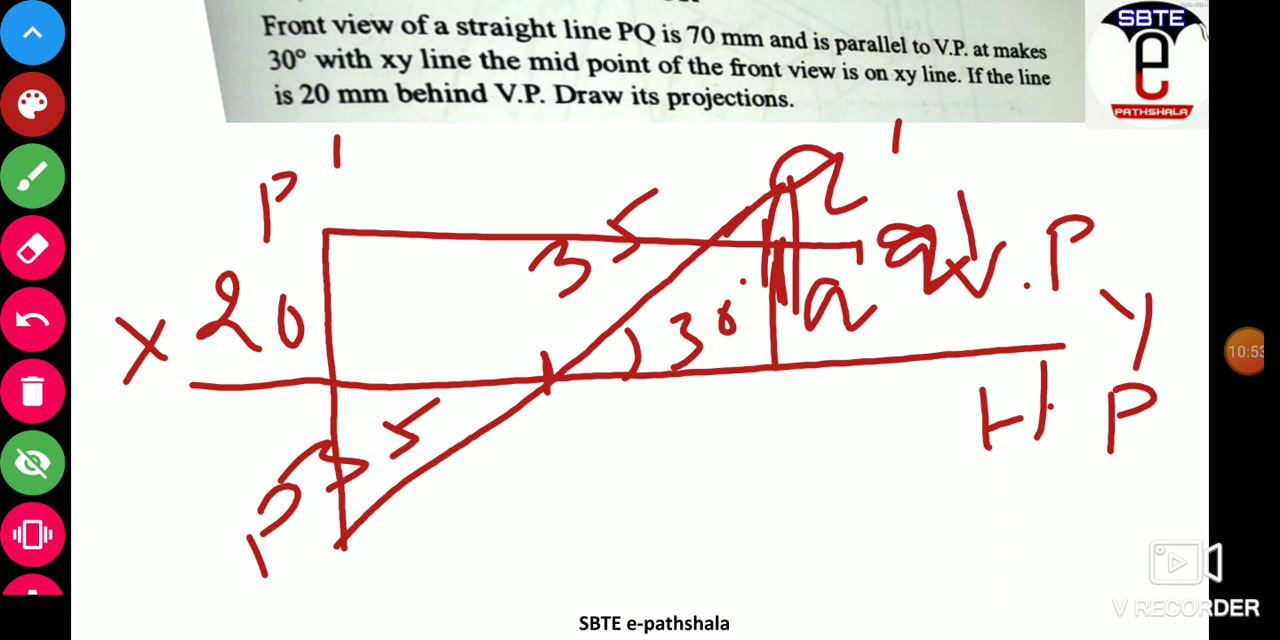 Front view of a straight line PQ is 70 mm and is parallel to V.P. at makes
30° with xy line the mid point of the front view is on xy line. If the line
is 20 mm behind V.P. Draw its projections.
SBTE
e
PATHSHALA
P'
35
q'
V.P
X
20
30°
q
Y
H.P
10:53
P
35
V RECORDER
SBTE e-pathshala